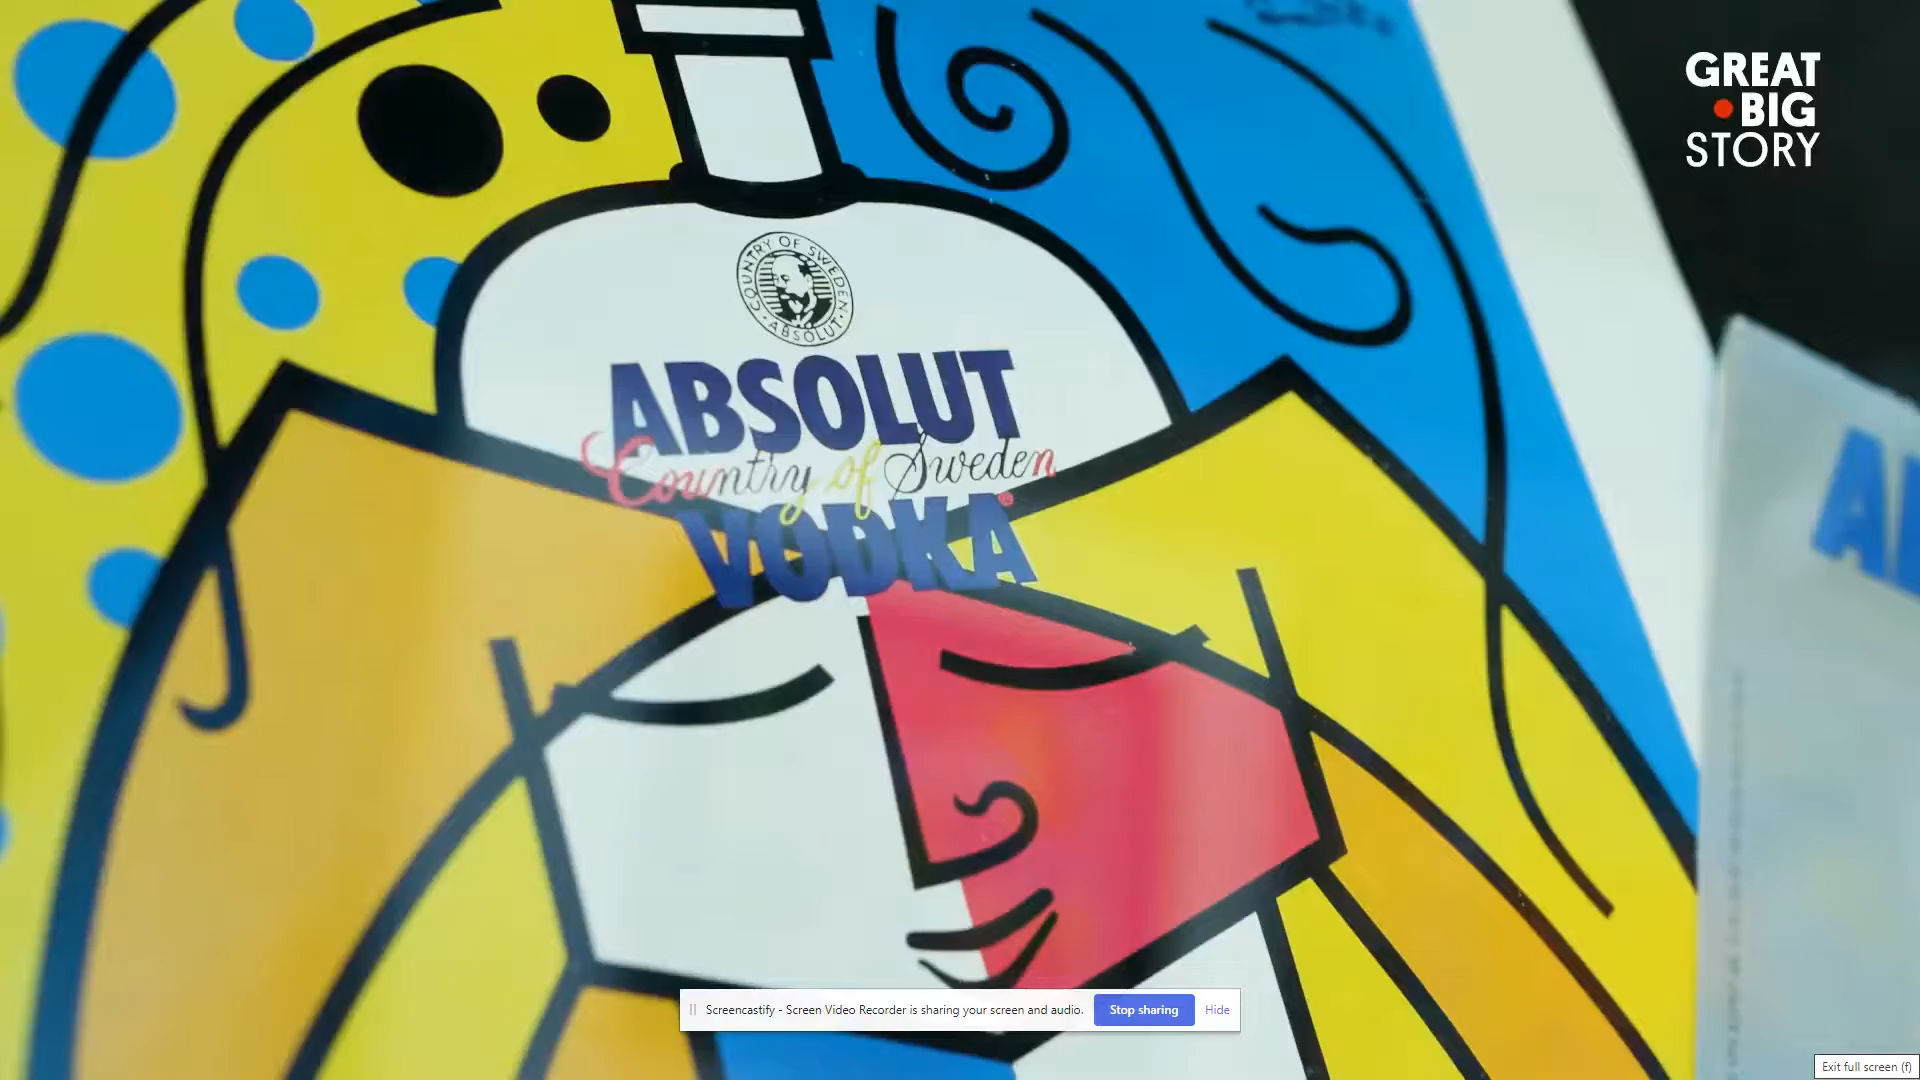 GREAT
BIG
STORY
COUNTRY OF SWEDEN
ABSOLUT
ABSOLUT
Country of Sweden
VODKA
Screencastify - Screen Video Recorder is sharing your screen and audio.
Stop sharing
Hide
Exit full screen (f)